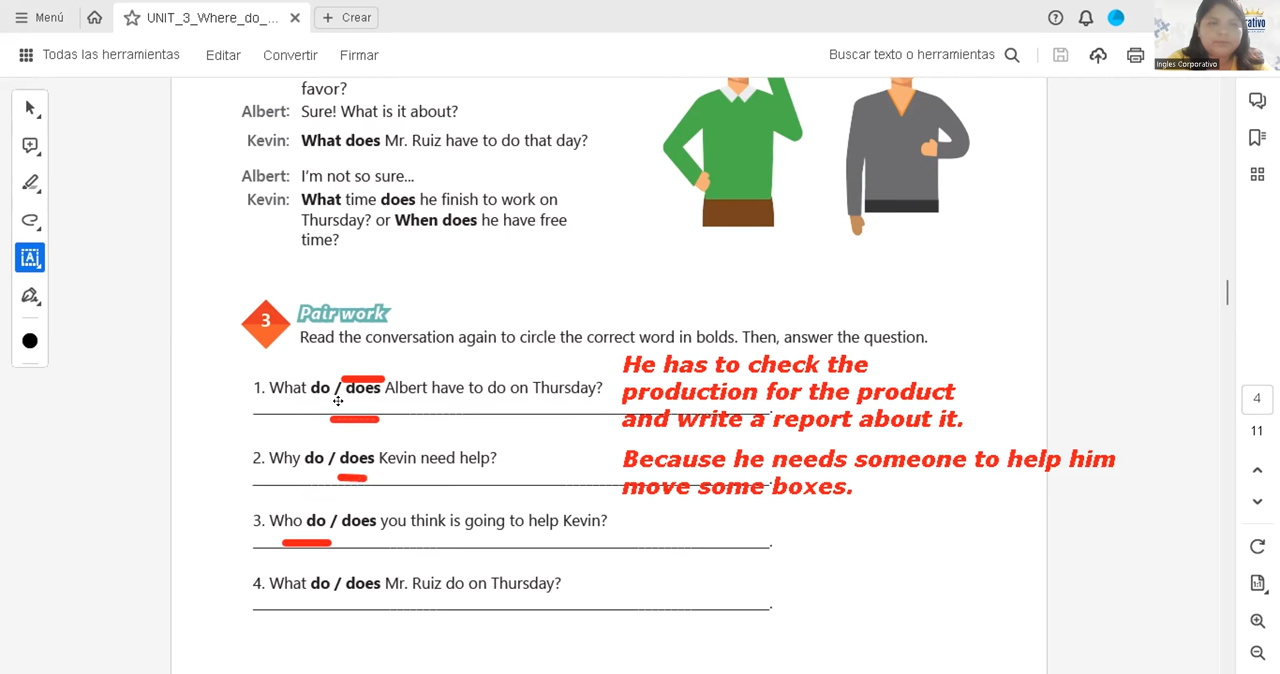 Menú
UNIT_3_Where_do_...
Crear
Todas las herramientas
Editar
Convertir
Firmar
Buscar texto o herramientas
rativo
Ingles Corporativo
favor?
Albert: Sure! What is it about?
Kevin: What does Mr. Ruiz have to do that day?
Albert: I'm not so sure...
Kevin: What time does he finish to work on
Thursday? or When does he have free
time?
3 Pair work
Read the conversation again to circle the correct word in bolds. Then, answer the question.
1. What do / does Albert have to do on Thursday?
He has to check the
production for the product
and write a report about it.
2. Why do / does Kevin need help?
Because he needs someone to help him
move some boxes.
3. Who do / does you think is going to help Kevin?
4. What do / does Mr. Ruiz do on Thursday?
4
11